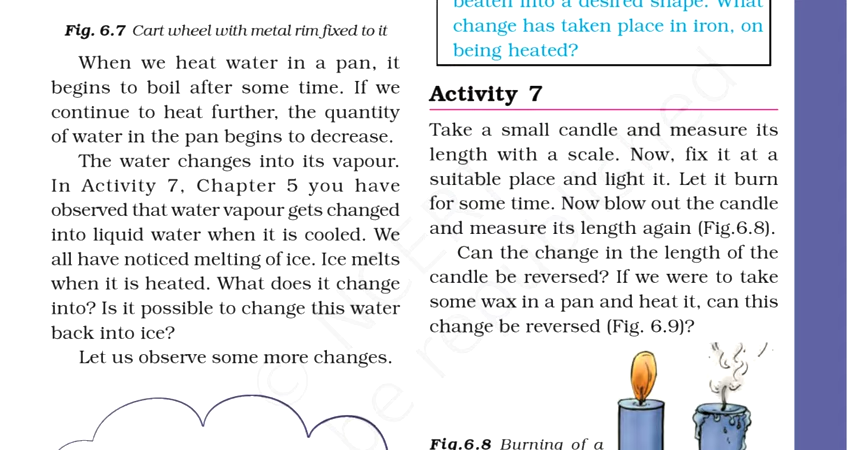 Fig. 6.7 Cart wheel with metal rim fixed to it
When we heat water in a pan, it
begins to boil after some time. If we
continue to heat further, the quantity
of water in the pan begins to decrease.
The water changes into its vapour.
In Activity 7, Chapter 5 you have
observed that water vapour gets changed
into liquid water when it is cooled. We
all have noticed melting of ice. Ice melts
when it is heated. What does it change
into? Is it possible to change this water
back into ice?
Let us observe some more changes.
beaten into a desired shape. What
change has taken place in iron, on
being heated?
Activity 7
Take a small candle and measure its
length with a scale. Now, fix it at a
suitable place and light it. Let it burn
for some time. Now blow out the candle
and measure its length again (Fig.6.8).
Can the change in the length of the
candle be reversed? If we were to take
some wax in a pan and heat it, can this
change be reversed (Fig. 6.9)?
Fig.6.8 Burning of a